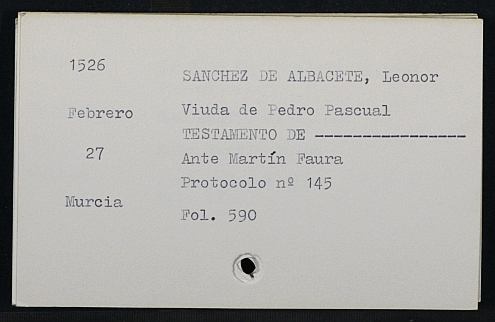 1526
SANCHEZ DE ALBACETE, Leonor
Febrero
Viuda de Pedro Pascual
TESTAMENTO DE ----------------
27
Ante Martín Faura
Protocolo nº 145
Murcia
Fol. 590